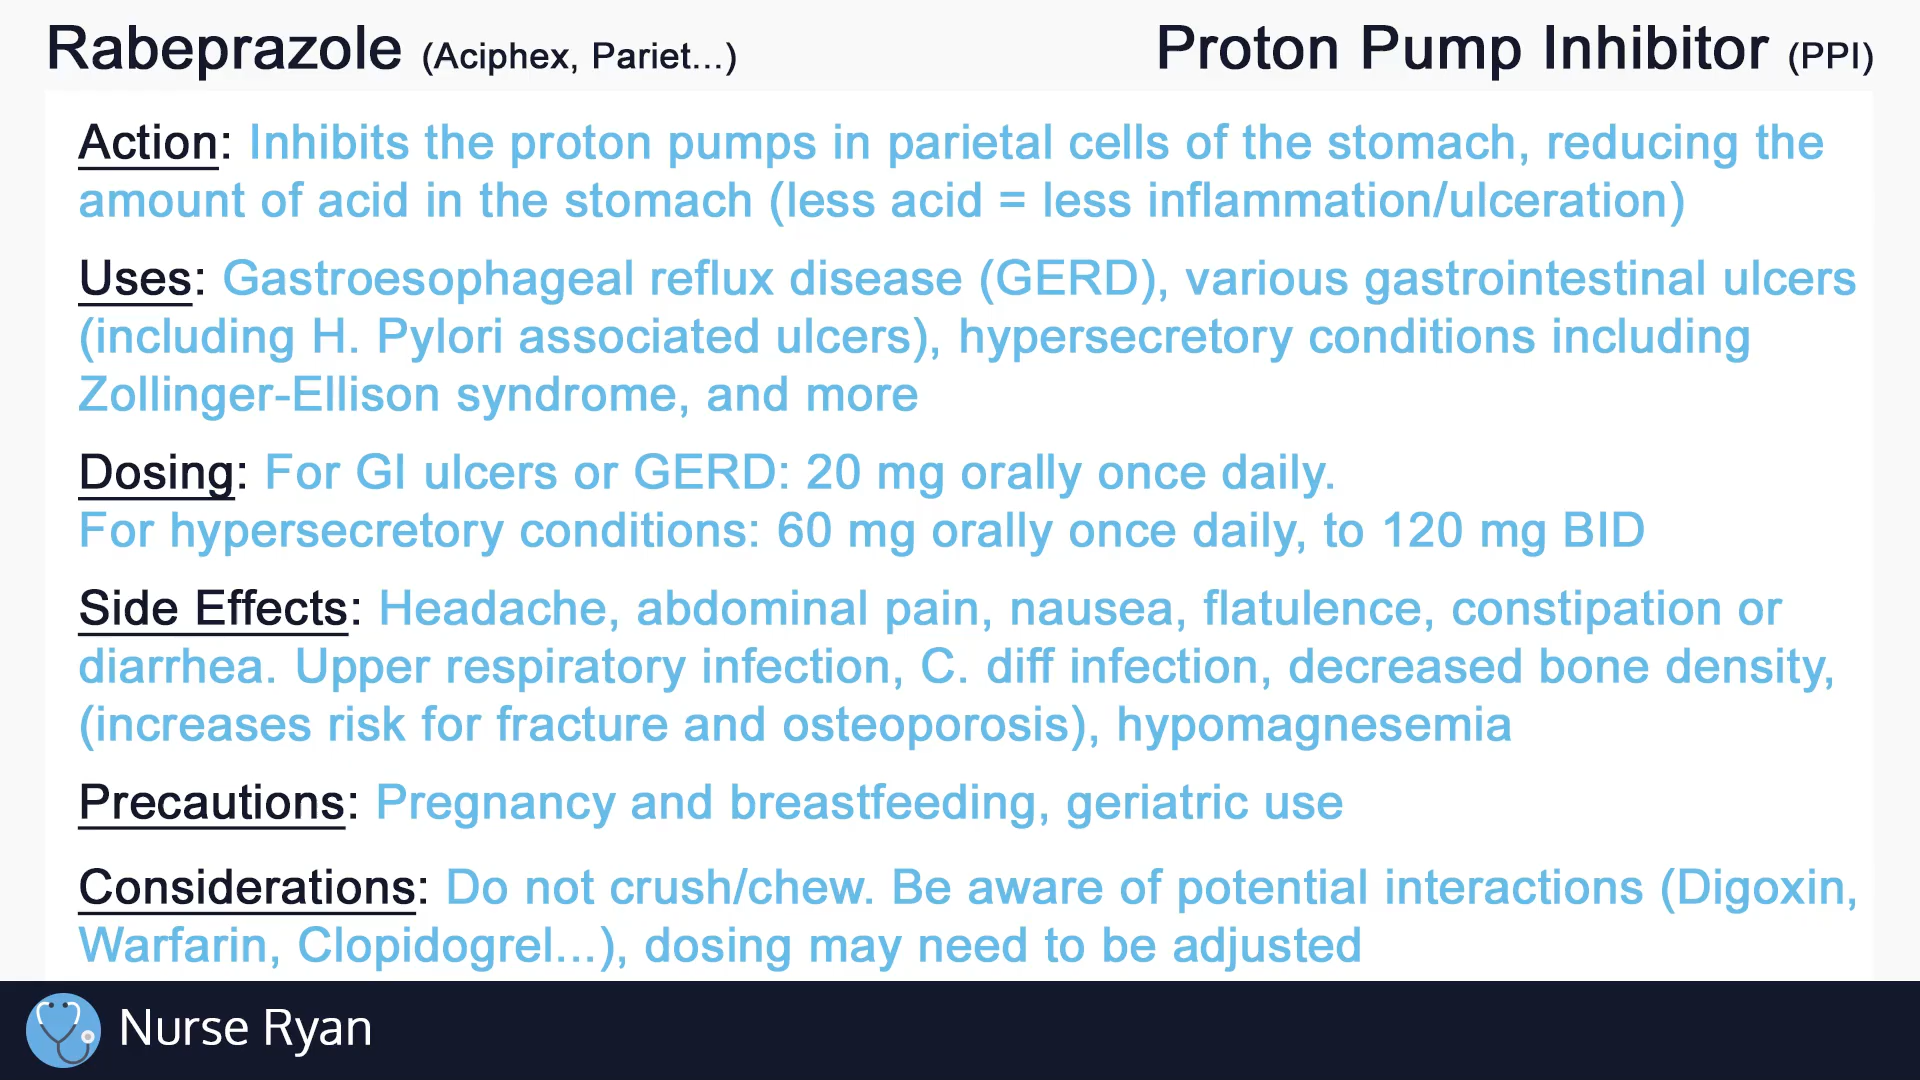 Rabeprazole (Aciphex, Pariet...) Proton Pump Inhibitor (PPI)
Action: Inhibits the proton pumps in parietal cells of the stomach, reducing the
amount of acid in the stomach (less acid = less inflammation/ulceration)
Uses: Gastroesophageal reflux disease (GERD), various gastrointestinal ulcers
(including H. Pylori associated ulcers), hypersecretory conditions including
Zollinger-Ellison syndrome, and more
Dosing: For GI ulcers or GERD: 20 mg orally once daily.
For hypersecretory conditions: 60 mg orally once daily, to 120 mg BID
Side Effects: Headache, abdominal pain, nausea, flatulence, constipation or
diarrhea. Upper respiratory infection, C. diff infection, decreased bone density,
(increases risk for fracture and osteoporosis), hypomagnesemia
Precautions: Pregnancy and breastfeeding, geriatric use
Considerations: Do not crush/chew. Be aware of potential interactions (Digoxin,
Warfarin, Clopidogrel...), dosing may need to be adjusted
Nurse Ryan